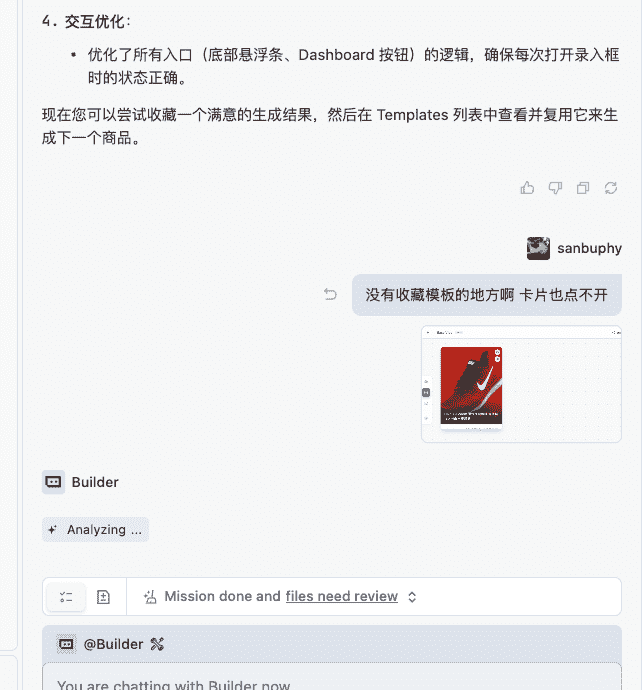 4. 交互优化：
• 优化了所有入口（底部悬浮条、Dashboard 按钮）的逻辑，确保每次打开录入框
时的状态正确。
现在您可以尝试收藏一个满意的生成结果，然后在 Templates 列表中查看并复用它来生
成下一个商品。
sanbuphy
没有收藏模板的地方啊 卡片也点不开
Builder
Analyzing ...
Mission done and files need review
@Builder
You are chatting with Builder now